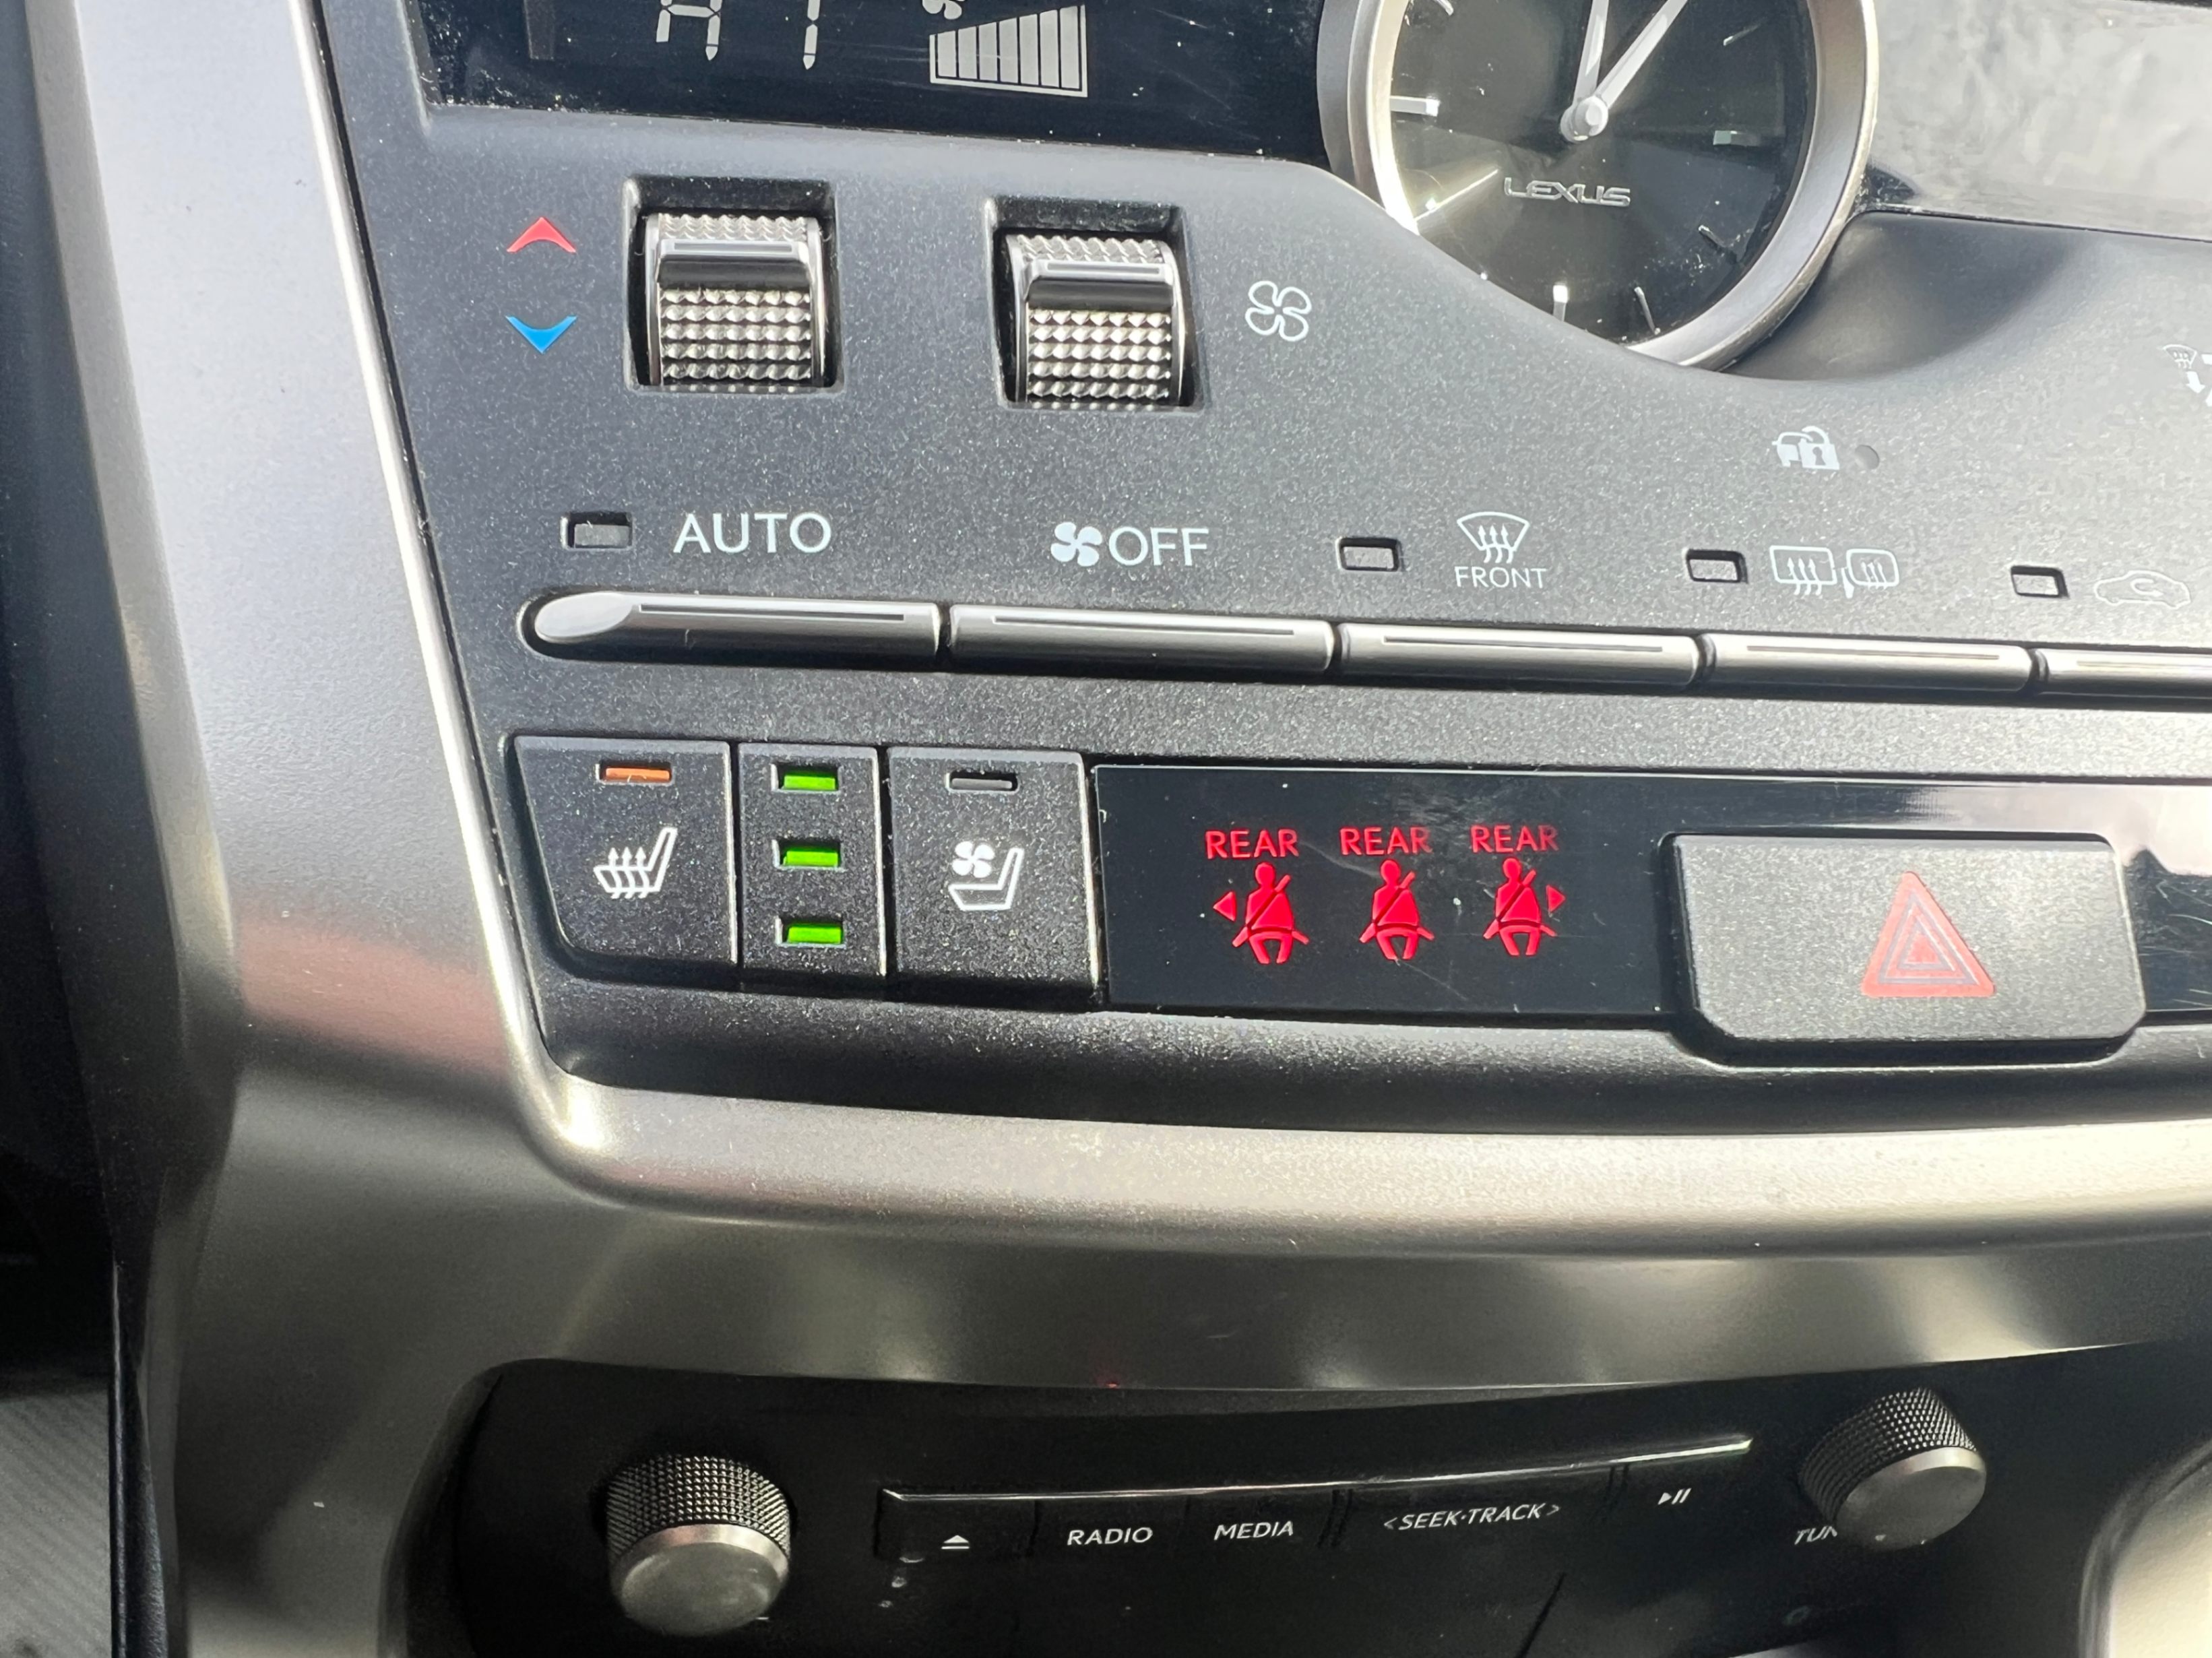 LEXUS
AUTO
OFF
FRONT
REAR REAR REAR
RADIO MEDIA <SEEK·TRACK>